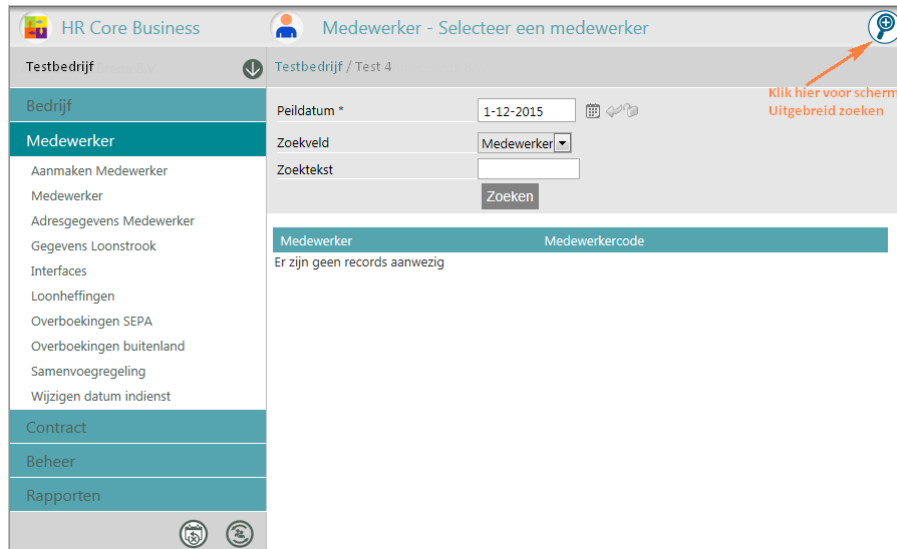 HR Core Business
Medewerker - Selecteer een medewerker
Testbedrijf
Testbedrijf / Test 4
Klik hier voor scherm
Uitgebreid zoeken
Bedrijf
Medewerker
Aanmaken Medewerker
Medewerker
Adresgegevens Medewerker
Gegevens Loonstrook
Interfaces
Loonheffingen
Overboekingen SEPA
Overboekingen buitenland
Samenvoegregeling
Wijzigen datum indienst
Contract
Beheer
Rapporten
Peildatum * 1-12-2015
Zoekveld Medewerker
Zoektekst
Zoeken
Medewerker Medewerkercode
Er zijn geen records aanwezig